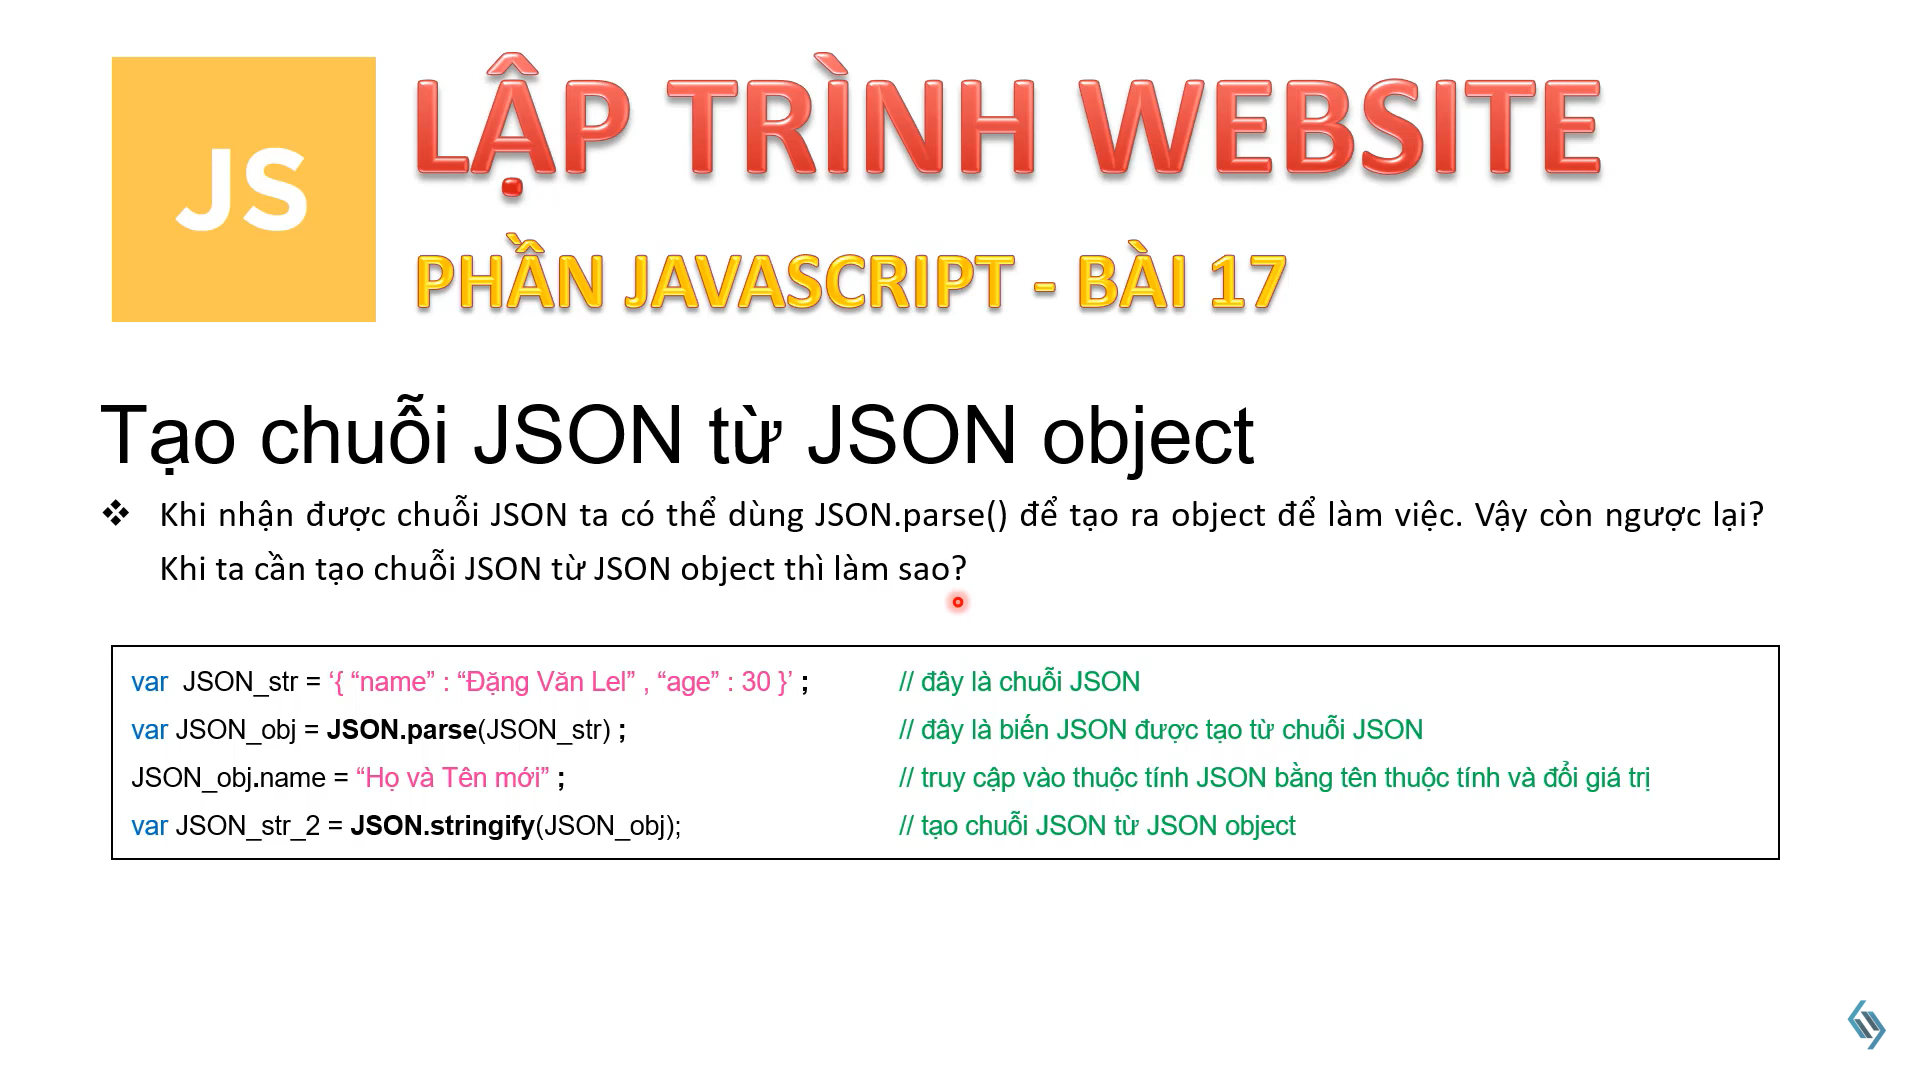 JS
LẬP TRÌNH WEBSITE
PHẦN JAVASCRIPT - BÀI 17
Tạo chuỗi JSON từ JSON object
❖ Khi nhận được chuỗi JSON ta có thể dùng JSON.parse() để tạo ra object để làm việc. Vậy còn ngược lại?
Khi ta cần tạo chuỗi JSON từ JSON object thì làm sao?
var JSON_str = ‘{ “name” : “Đặng Văn Lel” , “age” : 30 }’ ; // đây là chuỗi JSON
var JSON_obj = JSON.parse(JSON_str) ; // đây là biến JSON được tạo từ chuỗi JSON
JSON_obj.name = “Họ và Tên mới” ; // truy cập vào thuộc tính JSON bằng tên thuộc tính và đổi giá trị
var JSON_str_2 = JSON.stringify(JSON_obj); // tạo chuỗi JSON từ JSON object